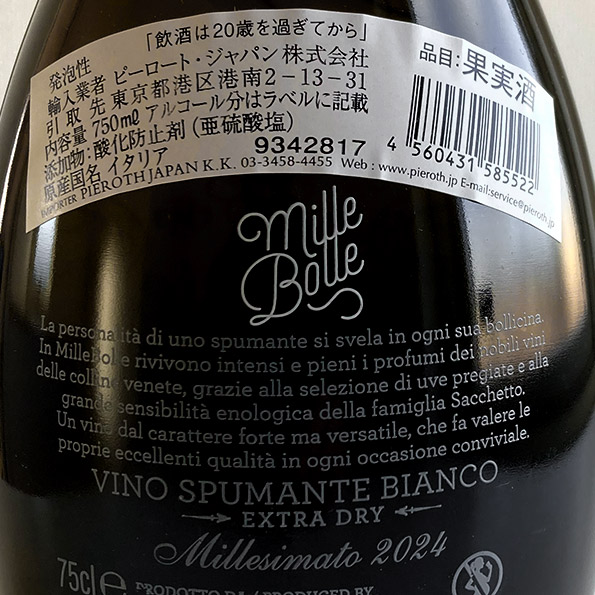 「飲酒は20歳を過ぎてから」
品目:果実酒
発泡性
輸入業者 ピーロート・ジャパン株式会社
引 取 先 東京都港区港南2-13-31
内容量 750mℓ アルコール分はラベルに記載
添加物:酸化防止剤(亜硫酸塩)
原産国名 イタリア
9342817
4 560431 585522
IMPORTER PIEROTH JAPAN K.K. 03-3458-4455 Web : www.pieroth.jp E-mail:service@pieroth.jp
Mille
Bolle
La personalità di uno spumante si svela in ogni sua bollicina.
In MilleBolle rivivono intensi e pieni i profumi dei nobili vini
delle colline venete, grazie alla selezione di uve pregiate e alla
grande sensibilità enologica della famiglia Sacchetto.
Un vino dal carattere forte ma versatile, che fa valere le
proprie eccellenti qualità in ogni occasione conviviale.
VINO SPUMANTE BIANCO
EXTRA DRY
Millesimato 2024
75cl e
PRODOTTO DA / PRODUCED BY